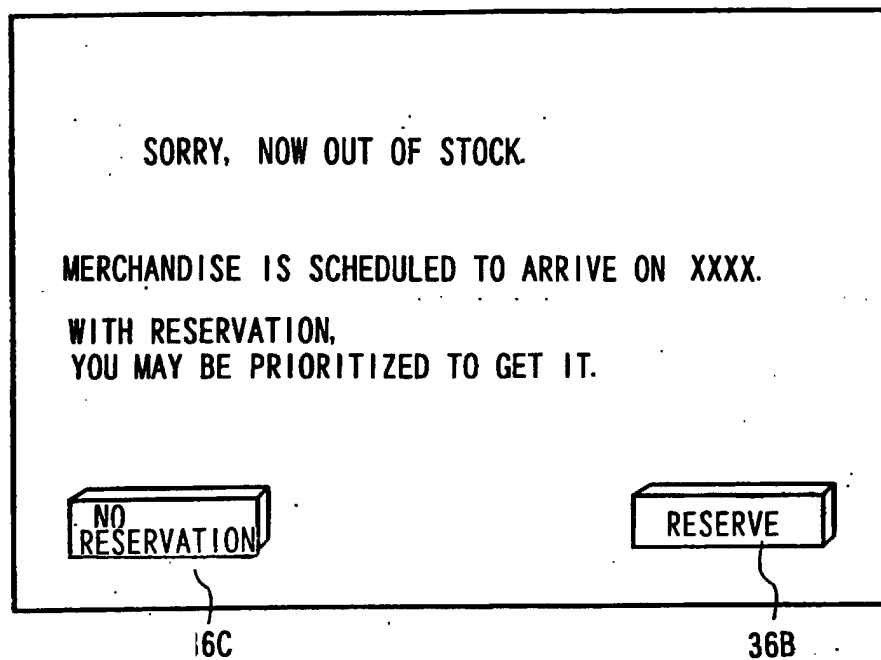 SORRY, NOW OUT OF STOCK.
MERCHANDISE IS SCHEDULED TO ARRIVE ON XXXX.
WITH RESERVATION,
YOU MAY BE PRIORITIZED TO GET IT.
NO
RESERVATION
RESERVE
36B